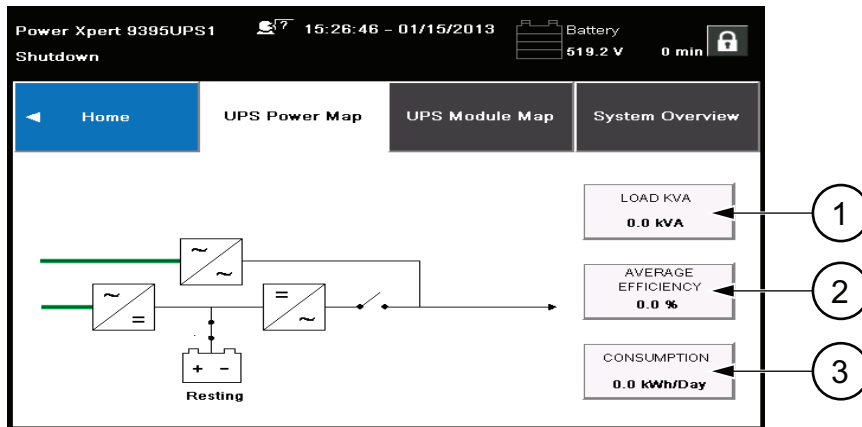 Power Xpert 9395UPS1
15:26:46 - 01/15/2013
Battery
Shutdown
519.2 V 0 min
Home
UPS Power Map
UPS Module Map
System Overview
LOAD KVA
0.0 kVA
1
AVERAGE
EFFICIENCY
0.0 %
2
CONSUMPTION
0.0 kWh/Day
3
~
~
~
=
=
~
+ -
Resting